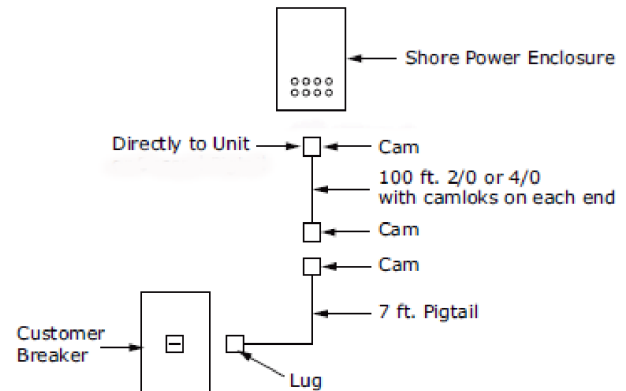 Shore Power Enclosure
Directly to Unit
Cam
100 ft. 2/0 or 4/0
with camloks on each end
Cam
Cam
7 ft. Pigtail
Customer
Breaker
Lug